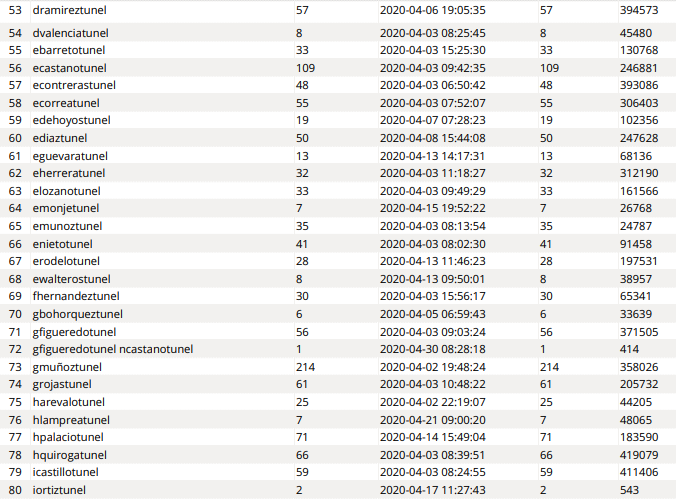 53 dramireztunel 57 2020-04-06 19:05:35 57 394573
54 dvalenciatunel 8 2020-04-03 08:25:45 8 45480
55 ebarretotunel 33 2020-04-03 15:25:30 33 130768
56 ecastanotunel 109 2020-04-03 09:42:35 109 246881
57 econtrerastunel 48 2020-04-03 06:50:42 48 393086
58 ecorreatunel 55 2020-04-03 07:52:07 55 306403
59 edehoyostunel 19 2020-04-07 07:28:23 19 102356
60 ediaztunel 50 2020-04-08 15:44:08 50 247628
61 eguevaratunel 13 2020-04-13 14:17:31 13 68136
62 eherreratunel 32 2020-04-03 11:18:27 32 312190
63 elozanotunel 33 2020-04-03 09:49:29 33 161566
64 emonjetunel 7 2020-04-15 19:52:22 7 26768
65 emunoztunel 35 2020-04-03 08:13:54 35 24787
66 enietotunel 41 2020-04-03 08:02:30 41 91458
67 erodelotunel 28 2020-04-13 11:46:23 28 197531
68 ewalterostunel 8 2020-04-13 09:50:01 8 38957
69 fhernandeztunel 30 2020-04-03 15:56:17 30 65341
70 gbohorqueztunel 6 2020-04-05 06:59:43 6 33639
71 gfigueredotunel 56 2020-04-03 09:03:24 56 371505
72 gfigueredotunel ncastanotunel 1 2020-04-30 08:28:18 1 414
73 gmuñoztunel 214 2020-04-02 19:48:24 214 358026
74 grojastunel 61 2020-04-03 10:48:22 61 205732
75 harevalotunel 25 2020-04-02 22:19:07 25 44205
76 hlampreatunel 7 2020-04-21 09:00:20 7 48065
77 hpalaciotunel 71 2020-04-14 15:49:04 71 183590
78 hquirogatunel 66 2020-04-03 08:39:51 66 419079
79 icastillotunel 59 2020-04-03 08:24:55 59 411406
80 iortiztunel 2 2020-04-17 11:27:43 2 543